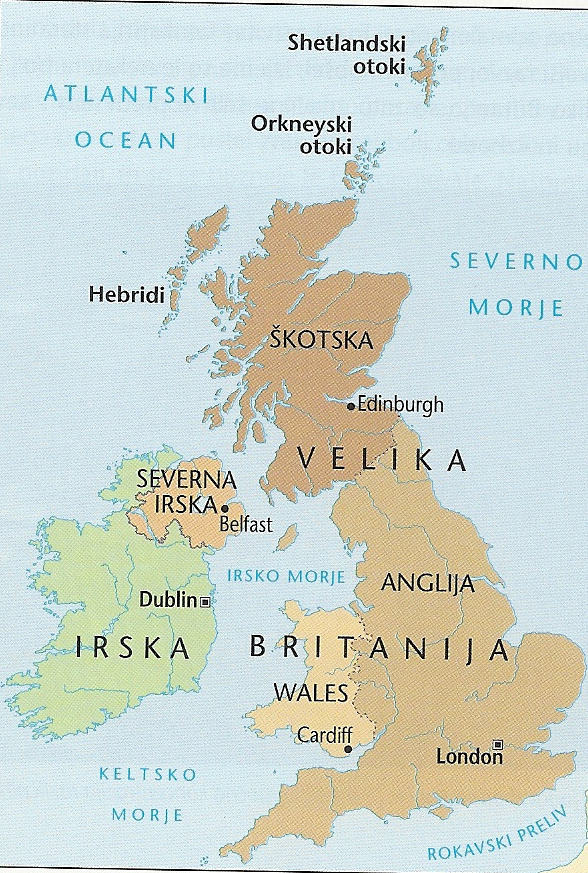 Shetlandski
otoki
ATLANTSKI
OCEAN
Orkneyski
otoki
SEVERNO
MORJE
Hebridi
ŠKOTSKA
Edinburgh
VELIKA
SEVERNA
IRSKA
Belfast
IRSKO MORJE
ANGLIJA
Dublin
IRSKA
BRITANIJA
WALES
Cardiff
London
KELTSKO
MORJE
ROKAVSKI PRELIV